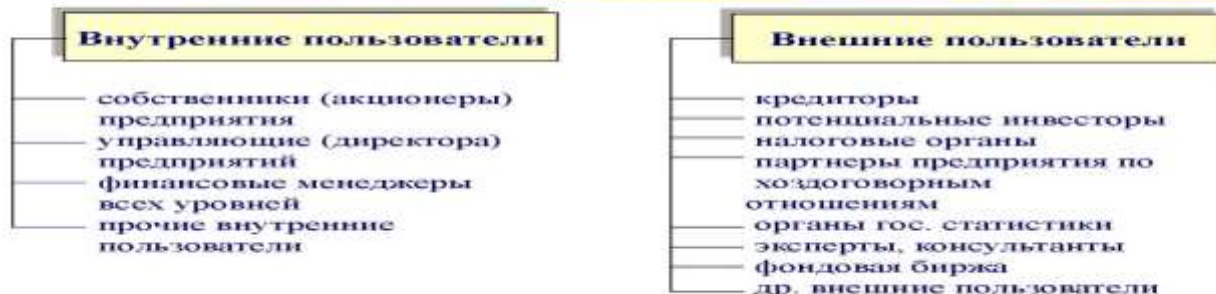 Внутренние пользователи
собственники (акционеры)
предприятия
управляющие (директора)
предприятий
финансовые менеджеры
всех уровней
прочие внутренние
пользователи
Внешние пользователи
кредиторы
потенциальные инвесторы
налоговые органы
партнеры предприятия по
хоздоговорным
отношениям
органы гос. статистики
эксперты, консультанты
фондовая биржа
др. внешние пользователи